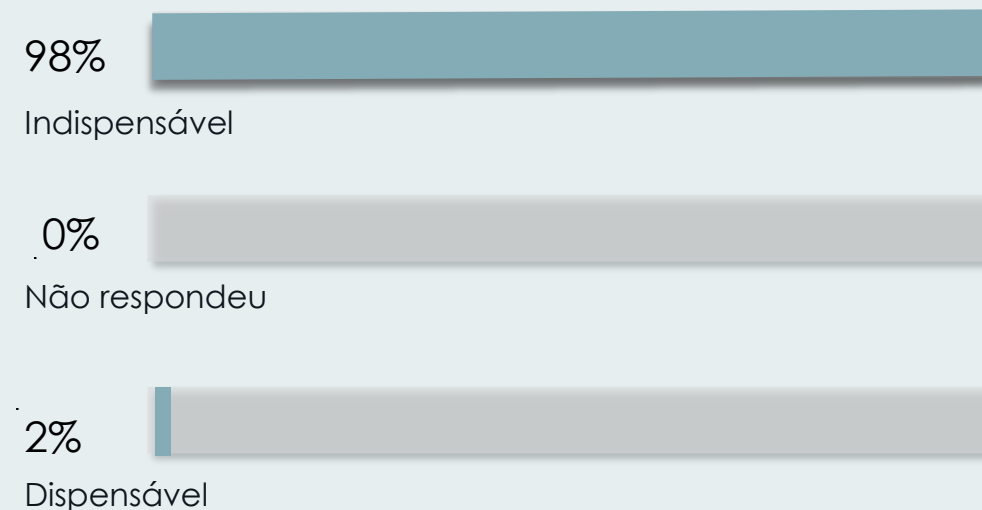 98%
Indispensável
0%
Não respondeu
2%
Dispensável